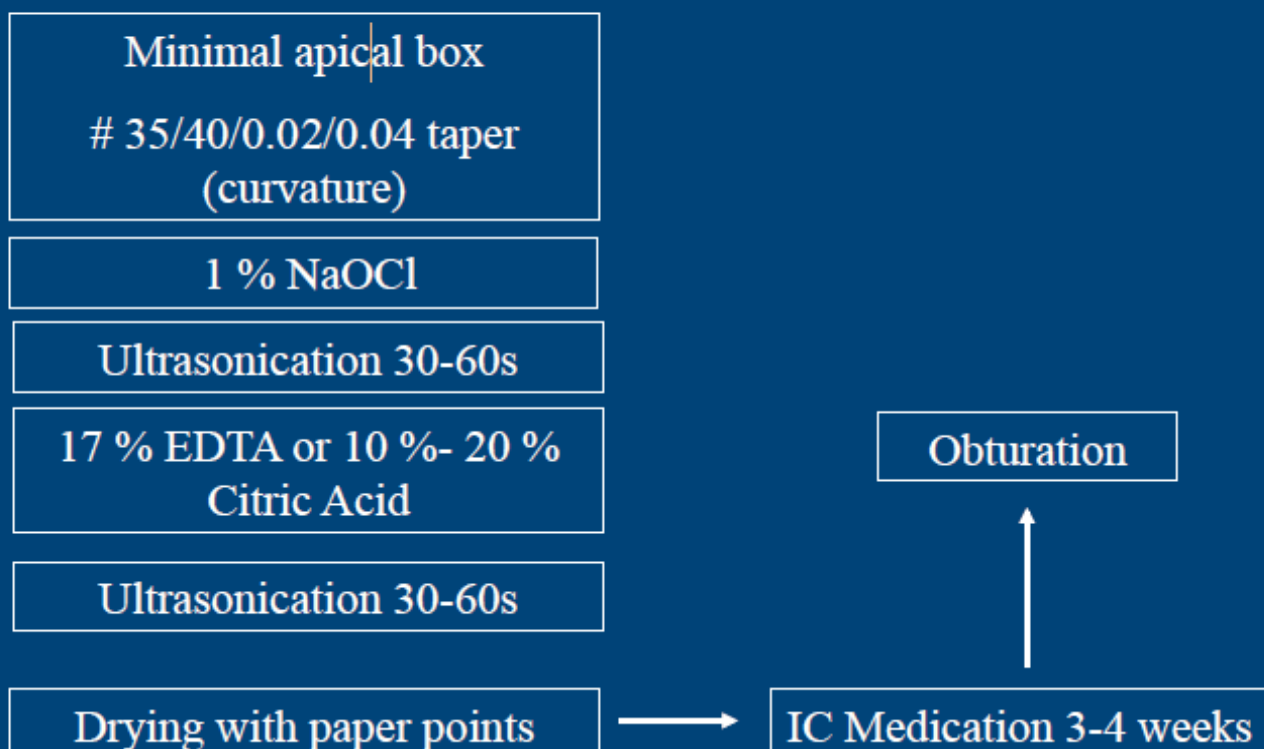 Minimal apical box
# 35/40/0.02/0.04 taper
(curvature)
1 % NaOCl
Ultrasonication 30-60s
17 % EDTA or 10 %- 20 %
Citric Acid
Ultrasonication 30-60s
Drying with paper points
IC Medication 3-4 weeks
Obturation